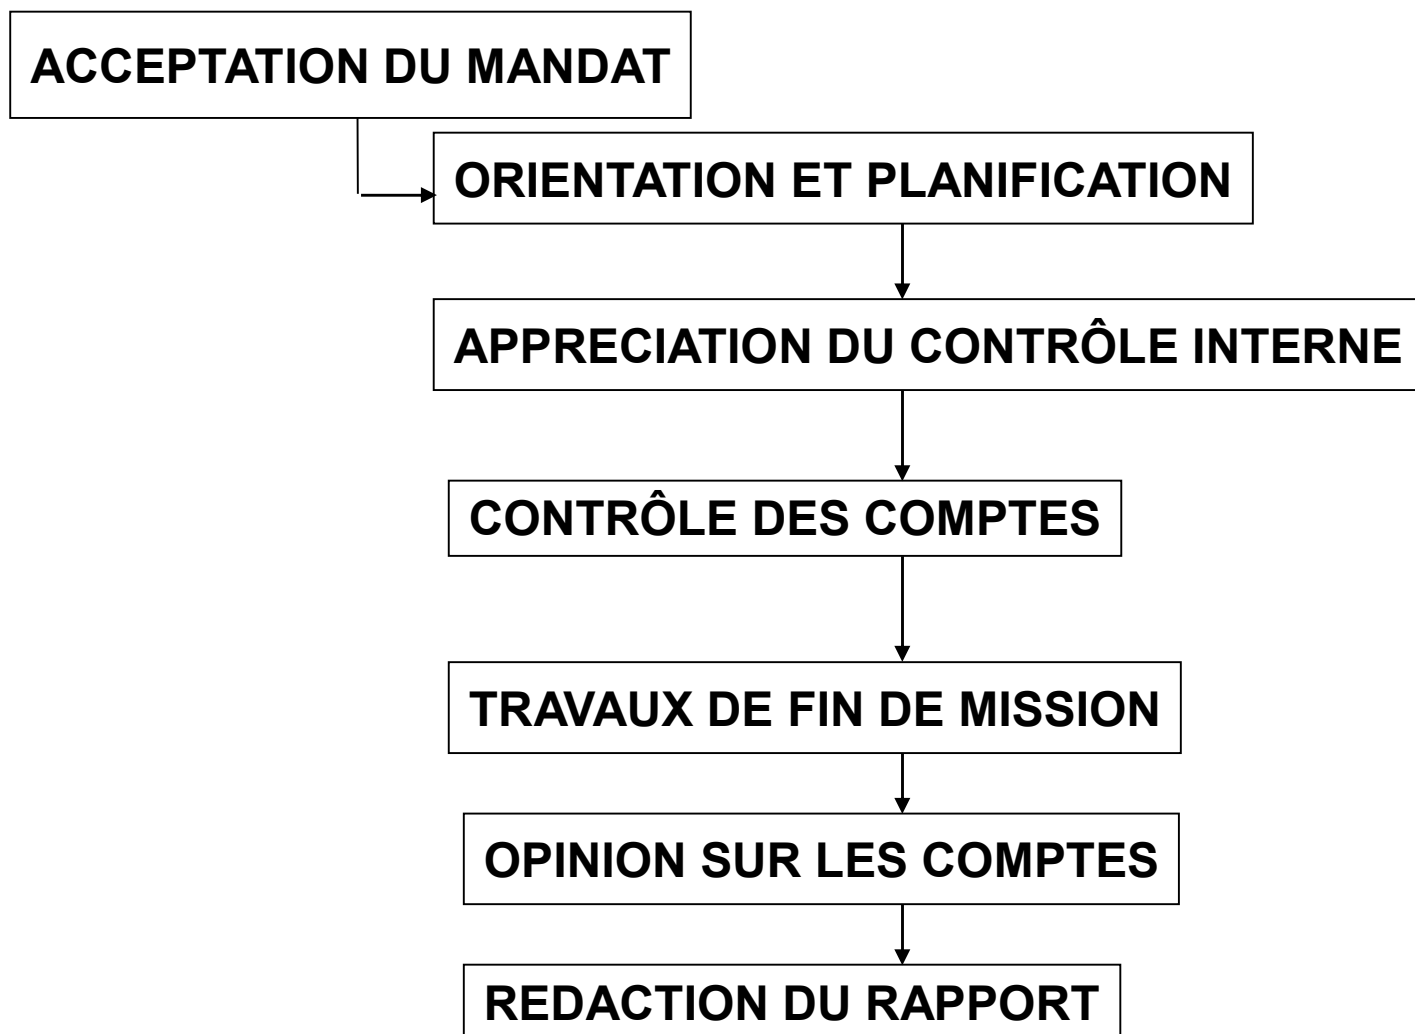 ACCEPTATION DU MANDAT
ORIENTATION ET PLANIFICATION
APPRECIATION DU CONTRÔLE INTERNE
CONTRÔLE DES COMPTES
TRAVAUX DE FIN DE MISSION
OPINION SUR LES COMPTES
REDACTION DU RAPPORT